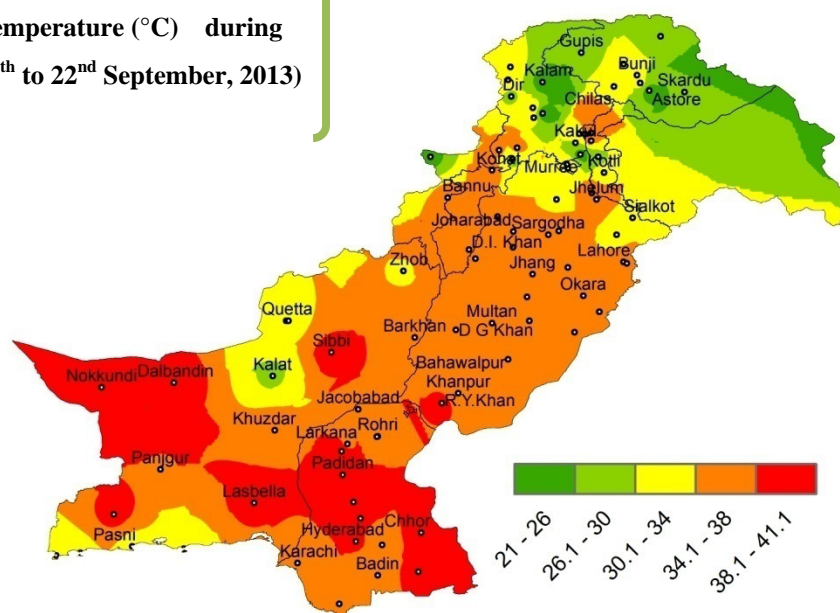 emperature (°C) during
th to 22nd September, 2013)
Gupis
Kalam
Bunji
Dir
Skardu
Chilas
Astore
Kohat
Murree
Kotli
Bannu
Jhelum
Joharabad
Sargodha
Sialkot
D.I. Khan
Lahore
Zhob
Jhang
Okara
Quetta
Multan
Barkhan
D G Khan
Sibbi
Kalat
Bahawalpur
Nokkundi
Dalbandin
Khanpur
Jacobabad
R.Y.Khan
Khuzdar
Larkana
Rohri
Panjgur
Padidan
Lasbella
Pasni
Hyderabad
Chhor
Karachi
Badin
21 - 26
26.1 - 30
30.1 - 34
34.1 - 38
38.1 - 41.1